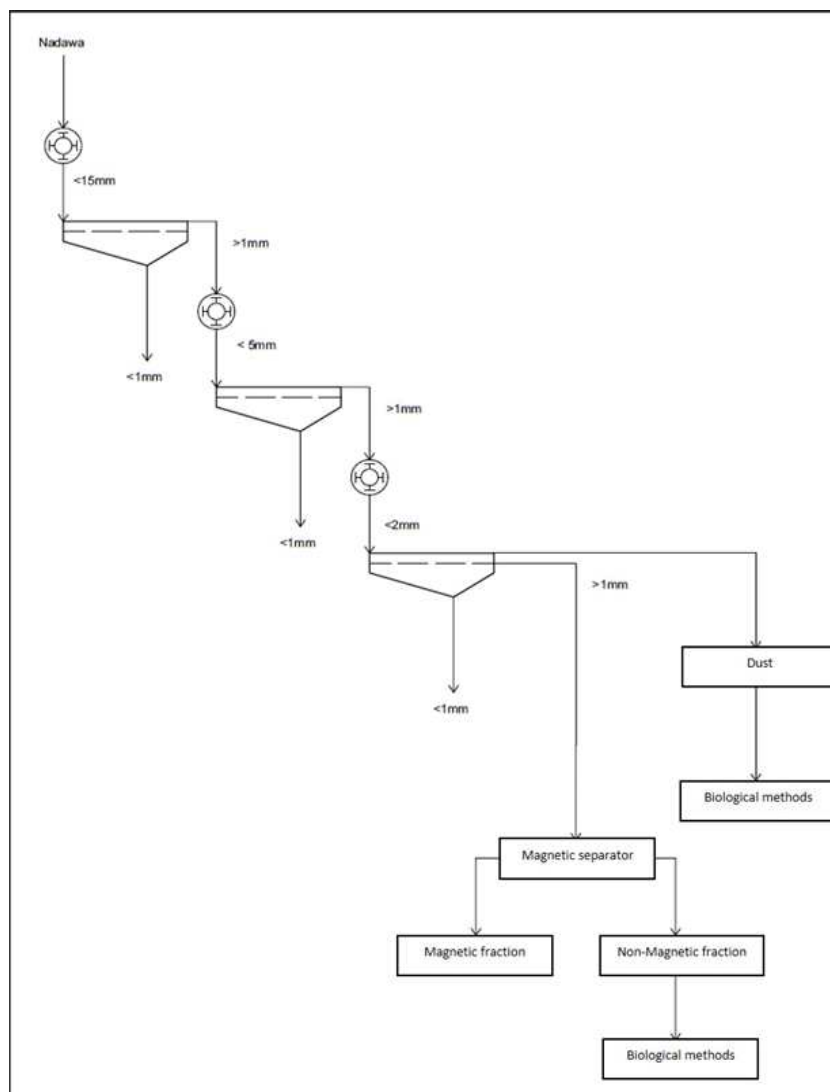 Nadawa
<15mm
>1mm
<1mm
< 5mm
>1mm
<1mm
<2mm
>1mm
<1mm
Dust
Biological methods
Magnetic separator
Magnetic fraction
Non-Magnetic fraction
Biological methods